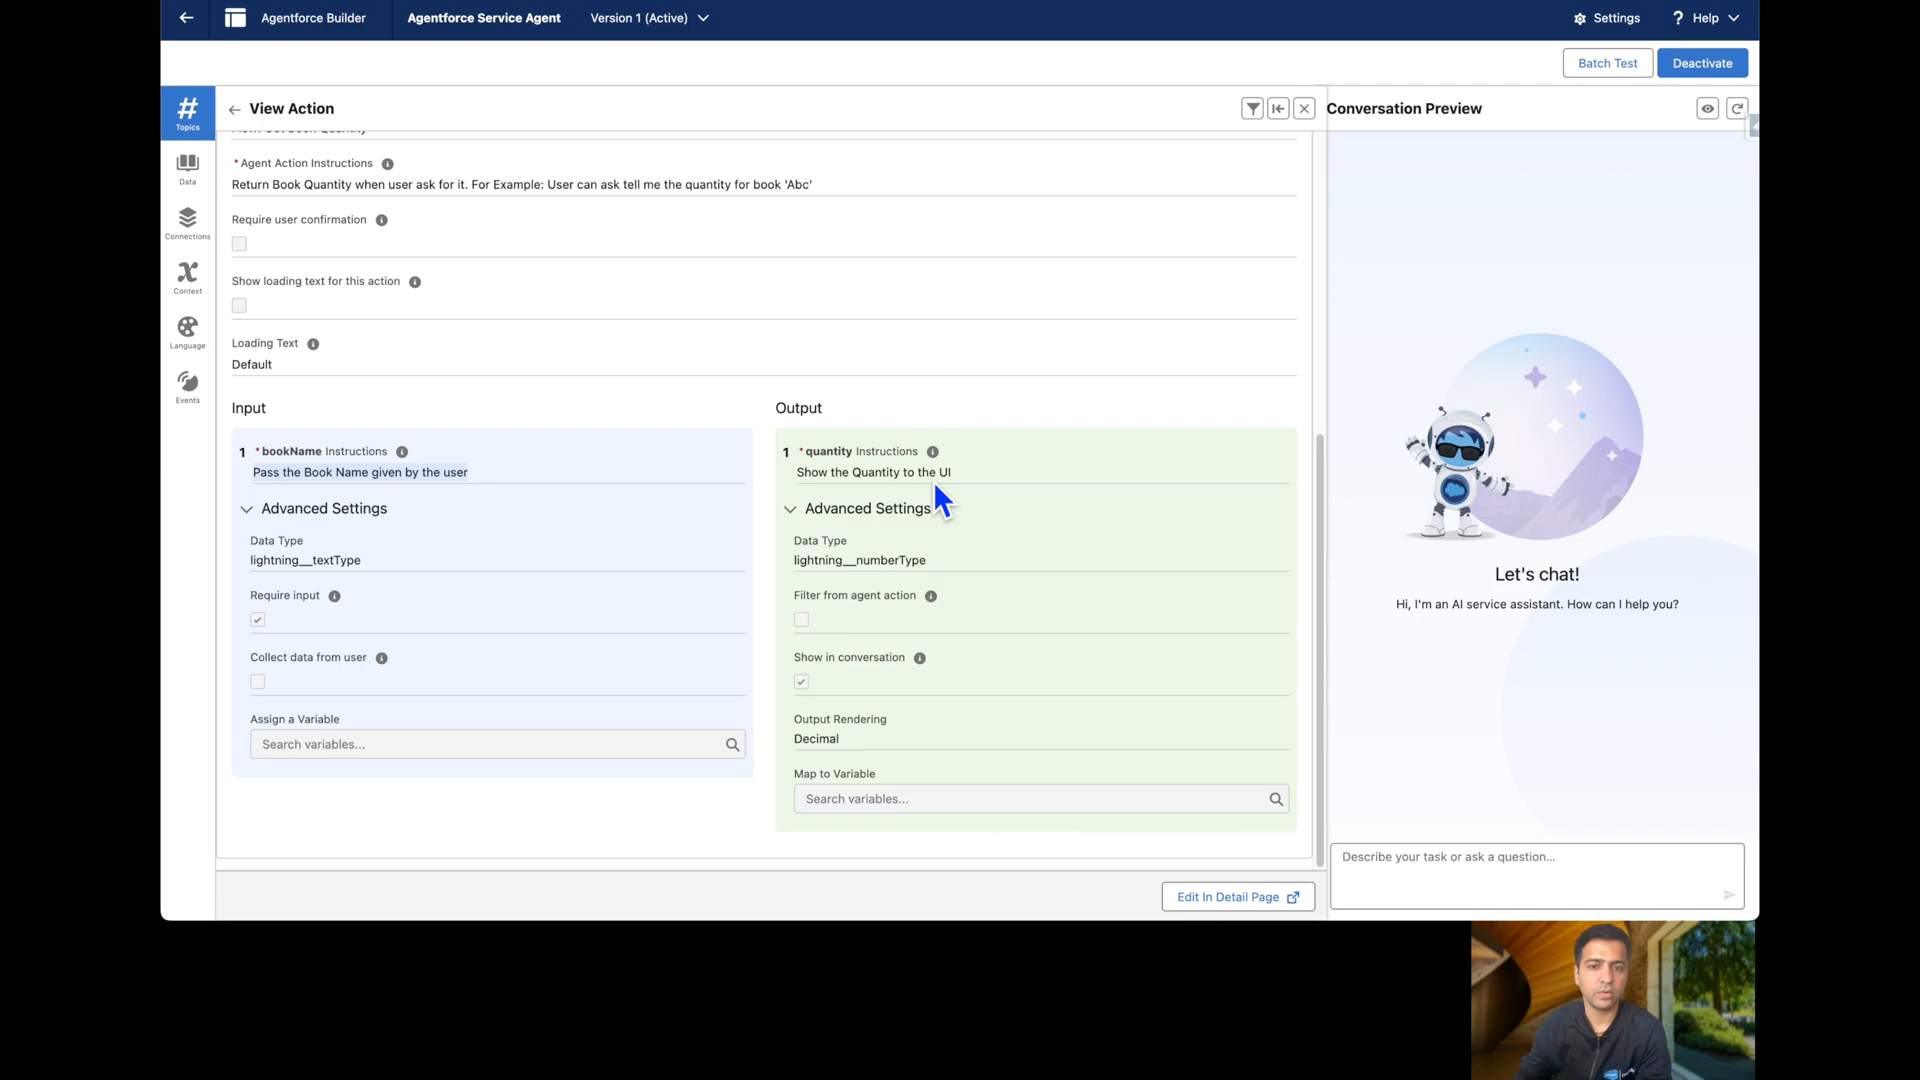 Agentforce Builder
Agentforce Service Agent
Version 1 (Active)
Settings
? Help
Batch Test
Deactivate
Topics
Data
Connections
Context
Language
Events
View Action
* Agent Action Instructions
Return Book Quantity when user ask for it. For Example: User can ask tell me the quantity for book 'Abc'
Require user confirmation
Show loading text for this action
Loading Text
Default
Input
1 * bookName Instructions
Pass the Book Name given by the user
Advanced Settings
Data Type
lightning__textType
Require input
Collect data from user
Assign a Variable
Search variables...
Output
1 * quantity Instructions
Show the Quantity to the UI
Advanced Settings
Data Type
lightning__numberType
Filter from agent action
Show in conversation
Output Rendering
Decimal
Map to Variable
Search variables...
Edit In Detail Page
Conversation Preview
Let's chat!
Hi, I'm an AI service assistant. How can I help you?
Describe your task or ask a question...